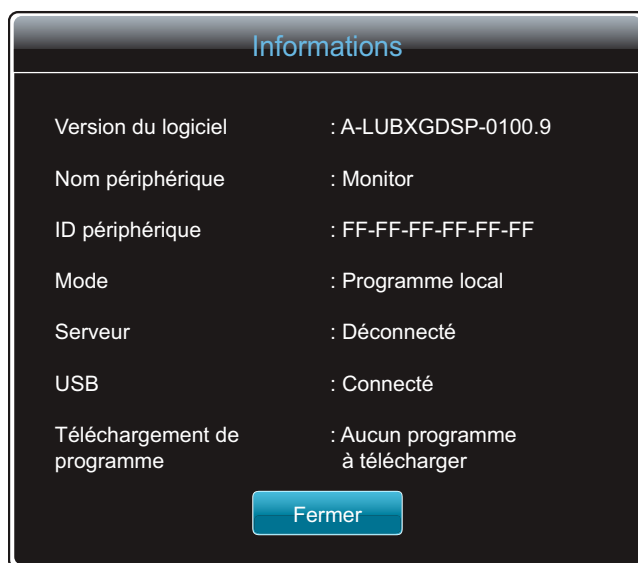 Informations
Version du logiciel : A-LUBXGDSP-0100.9
Nom périphérique : Monitor
ID périphérique : FF-FF-FF-FF-FF-FF
Mode : Programme local
Serveur : Déconnecté
USB : Connecté
Téléchargement de : Aucun programme
programme à télécharger
Fermer